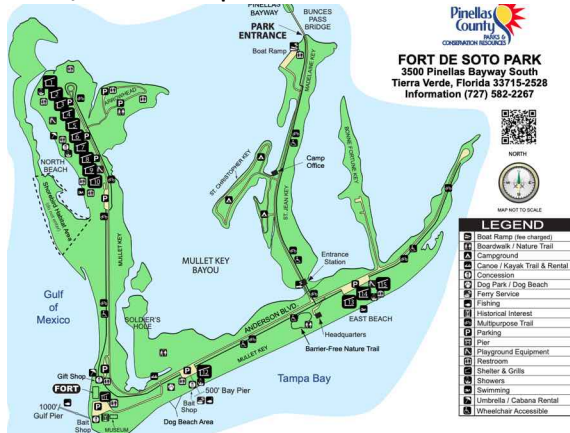 PINELLAS
BAYWAY
BUNCES
PASS
BRIDGE
PARK
ENTRANCE
Boat Ramp
MADELAINE KEY
Pinellas
County
PARKS &
CONSERVATION RESOURCES
FORT DE SOTO PARK
3500 Pinellas Bayway South
Tierra Verde, Florida 33715-2528
Information (727) 582-2267
NORTH
MAP NOT TO SCALE
ARROWHEAD
NORTH
BEACH
Shorebird Habitat Area
MULLET KEY
ST. CHRISTOPHER KEY
Camp
Office
BONNE FORTUNE KEY
ST. JEAN KEY
MULLET KEY
BAYOU
Entrance
Station
Gulf
of
Mexico
SOLDIER'S
HOLE
ANDERSON BLVD.
EAST BEACH
Headquarters
MULLET KEY
Barrier-Free Nature Trail
Tampa Bay
Gift Shop
FORT
1000'
Gulf Pier
Bait
Shop
MUSEUM
500' Bay Pier
Bait
Shop
Dog Beach Area
LEGEND
Boat Ramp (fee charged)
Boardwalk / Nature Trail
Campground
Canoe / Kayak Trail & Rental
Concession
Dog Park / Dog Beach
Ferry Service
Fishing
Historical Interest
Multipurpose Trail
P Parking
Pier
Playground Equipment
Restroom
Shelter & Grills
Showers
Swimming
Umbrella / Cabana Rental
Wheelchair Accessible